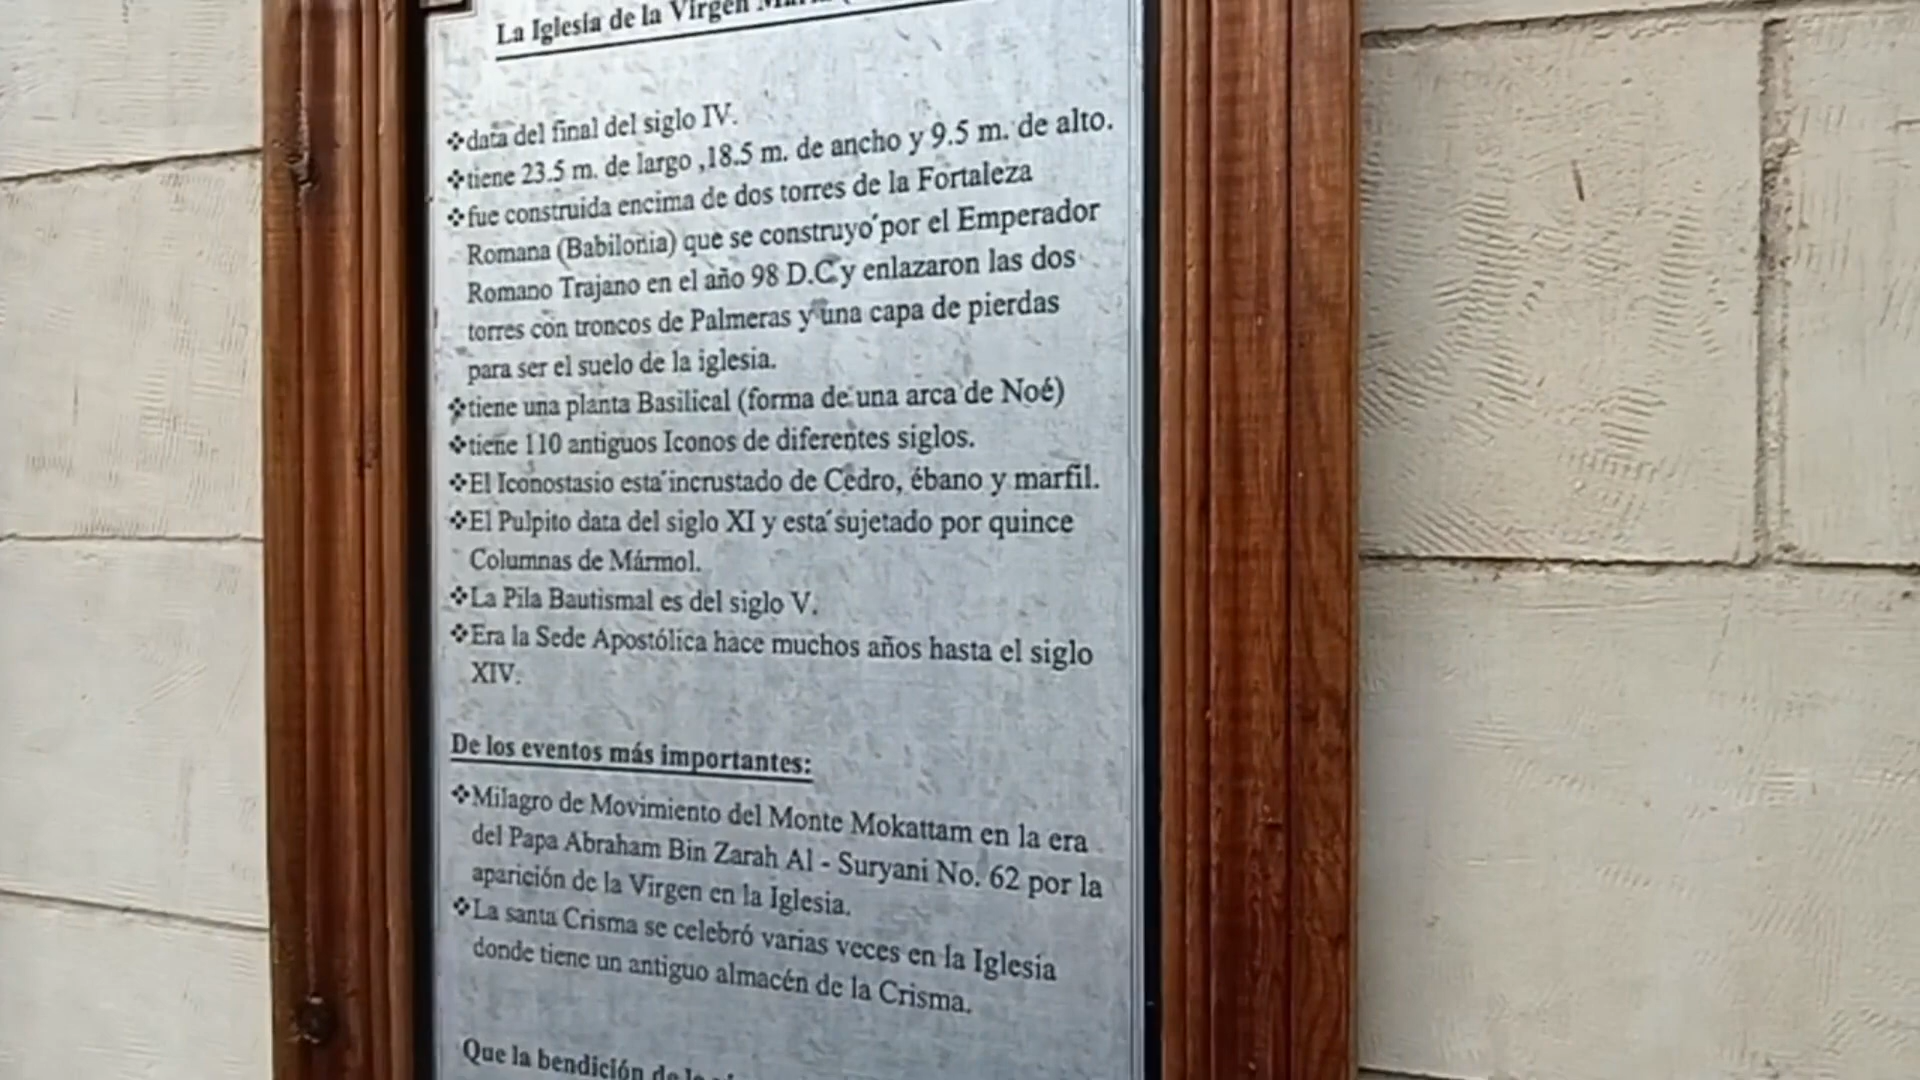 La Iglesia de la Virgen María
❖data del final del siglo IV.
❖tiene 23.5 m. de largo ,18.5 m. de ancho y 9.5 m. de alto.
❖fue construida encima de dos torres de la Fortaleza
Romana (Babilonia) que se construyo´por el Emperador
Romano Trajano en el año 98 D.C y enlazaron las dos
torres con troncos de Palmeras y una capa de pierdas
para ser el suelo de la iglesia.
❖tiene una planta Basilical (forma de una arca de Noé)
❖tiene 110 antiguos Iconos de diferentes siglos.
❖El Iconostasio esta´incrustado de Cedro, ébano y marfil.
❖El Pulpito data del siglo XI y esta´sujetado por quince
Columnas de Mármol.
❖La Pila Bautismal es del siglo V.
❖Era la Sede Apostólica hace muchos años hasta el siglo
XIV.
De los eventos más importantes:
❖Milagro de Movimiento del Monte Mokattam en la era
del Papa Abraham Bin Zarah Al - Suryani No. 62 por la
aparición de la Virgen en la Iglesia.
❖La santa Crisma se celebró varias veces en la Iglesia
donde tiene un antiguo almacén de la Crisma.
Que la bendición de